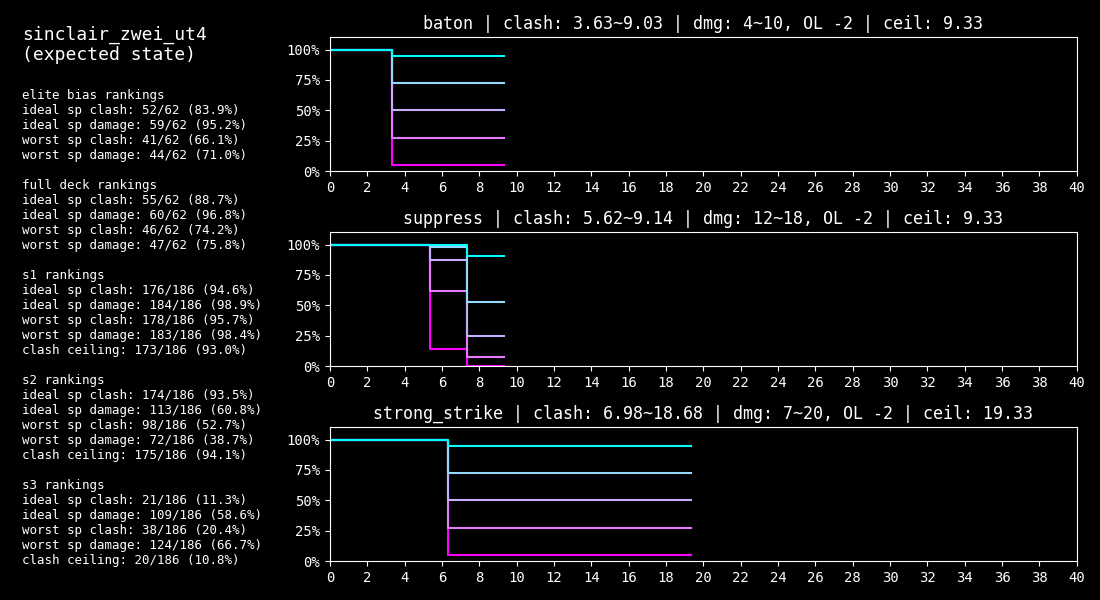 sinclair_zwei_ut4
(expected state)
elite bias rankings
ideal sp clash: 52/62 (83.9%)
ideal sp damage: 59/62 (95.2%)
worst sp clash: 41/62 (66.1%)
worst sp damage: 44/62 (71.0%)
full deck rankings
ideal sp clash: 55/62 (88.7%)
ideal sp damage: 60/62 (96.8%)
worst sp clash: 46/62 (74.2%)
worst sp damage: 47/62 (75.8%)
s1 rankings
ideal sp clash: 176/186 (94.6%)
ideal sp damage: 184/186 (98.9%)
worst sp clash: 178/186 (95.7%)
worst sp damage: 183/186 (98.4%)
clash ceiling: 173/186 (93.0%)
s2 rankings
ideal sp clash: 174/186 (93.5%)
ideal sp damage: 113/186 (60.8%)
worst sp clash: 98/186 (52.7%)
worst sp damage: 72/186 (38.7%)
clash ceiling: 175/186 (94.1%)
s3 rankings
ideal sp clash: 21/186 (11.3%)
ideal sp damage: 109/186 (58.6%)
worst sp clash: 38/186 (20.4%)
worst sp damage: 124/186 (66.7%)
clash ceiling: 20/186 (10.8%)
baton | clash: 3.63~9.03 | dmg: 4~10, OL -2 | ceil: 9.33
100%
75%
50%
25%
0%
0 2 4 6 8 10 12 14 16 18 20 22 24 26 28 30 32 34 36 38 40
suppress | clash: 5.62~9.14 | dmg: 12~18, OL -2 | ceil: 9.33
100%
75%
50%
25%
0%
0 2 4 6 8 10 12 14 16 18 20 22 24 26 28 30 32 34 36 38 40
strong_strike | clash: 6.98~18.68 | dmg: 7~20, OL -2 | ceil: 19.33
100%
75%
50%
25%
0%
0 2 4 6 8 10 12 14 16 18 20 22 24 26 28 30 32 34 36 38 40